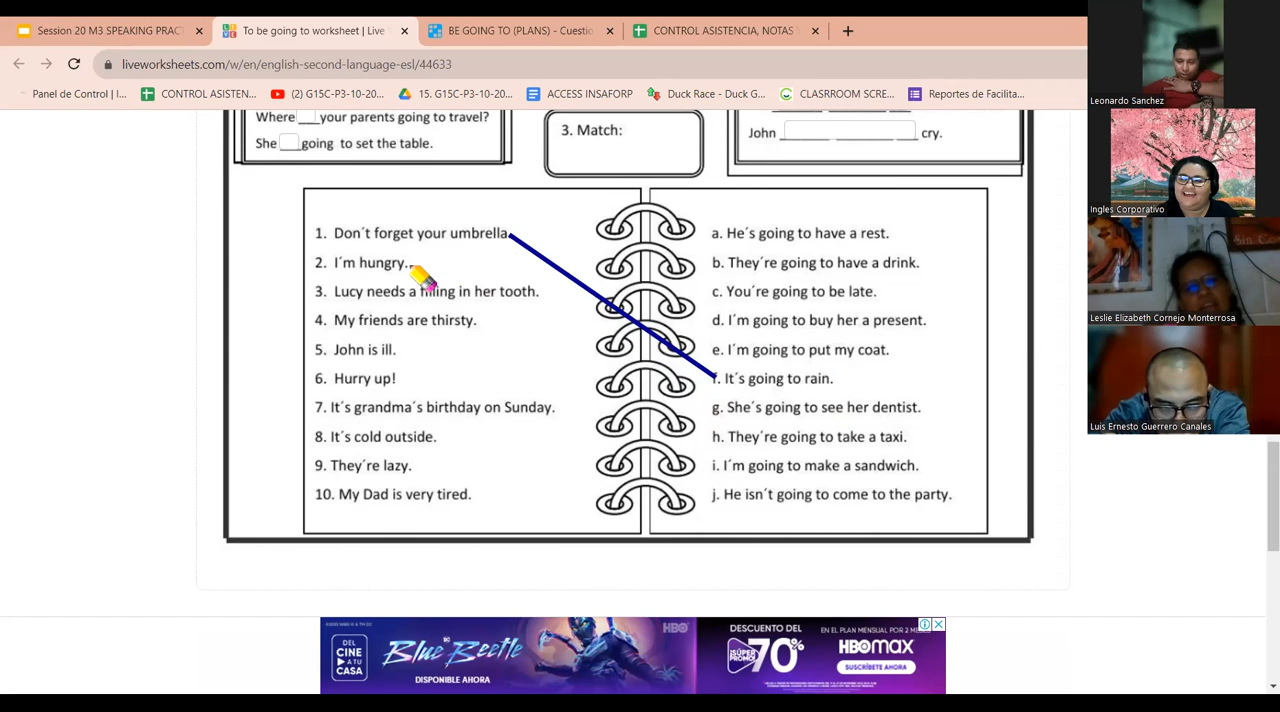 Session 20 M3 SPEAKING PRACT
To be going to worksheet | Live
BE GOING TO (PLANS) - Cuestio
CONTROL ASISTENCIA, NOTAS
liveworksheets.com/w/en/english-second-language-esl/44633
Panel de Control | I...
CONTROL ASISTEN...
(2) G15C-P3-10-20...
15. G15C-P3-10-20...
ACCESS INSAFORP
Duck Race - Duck G...
CLASRROOM SCRE...
Reportes de Facilita...
Where your parents going to travel?
She going to set the table.
3. Match:
John cry.
1. Don´t forget your umbrella
2. I´m hungry.
3. Lucy needs a filling in her tooth.
4. My friends are thirsty.
5. John is ill.
6. Hurry up!
7. It´s grandma´s birthday on Sunday.
8. It´s cold outside.
9. They´re lazy.
10. My Dad is very tired.
a. He´s going to have a rest.
b. They´re going to have a drink.
c. You´re going to be late.
d. I´m going to buy her a present.
e. I´m going to put my coat.
f. It´s going to rain.
g. She´s going to see her dentist.
h. They´re going to take a taxi.
i. I´m going to make a sandwich.
j. He isn´t going to come to the party.
DEL
CINE
A TU
CASA
Blue Beetle
DISPONIBLE AHORA
HBO
DESCUENTO DEL
¡SÚPER
PROMO!
70%
EN EL PLAN MENSUAL POR 2 ME
HBOMAX
SUSCRÍBETE AHORA
Leonardo Sanchez
Ingles Corporativo
Leslie Elizabeth Cornejo Monterrosa
Luis Ernesto Guerrero Canales